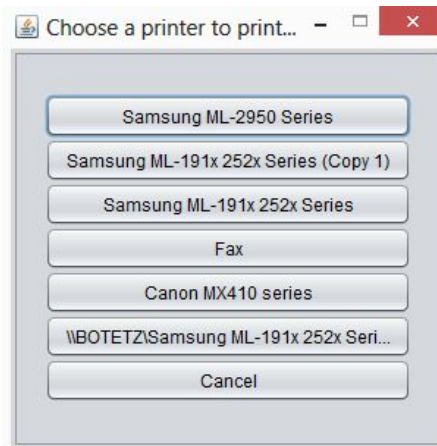 Choose a printer to print...
Samsung ML-2950 Series
Samsung ML-191x 252x Series (Copy 1)
Samsung ML-191x 252x Series
Fax
Canon MX410 series
\\BOTETZ\Samsung ML-191x 252x Seri...
Cancel